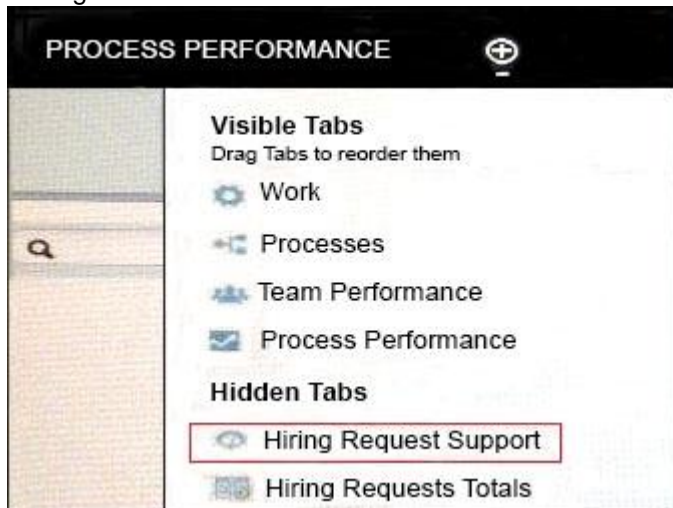 PROCESS PERFORMANCE
Visible Tabs
Drag Tabs to reorder them
Work
Processes
Team Performance
Process Performance
Hidden Tabs
Hiring Request Support
Hiring Requests Totals